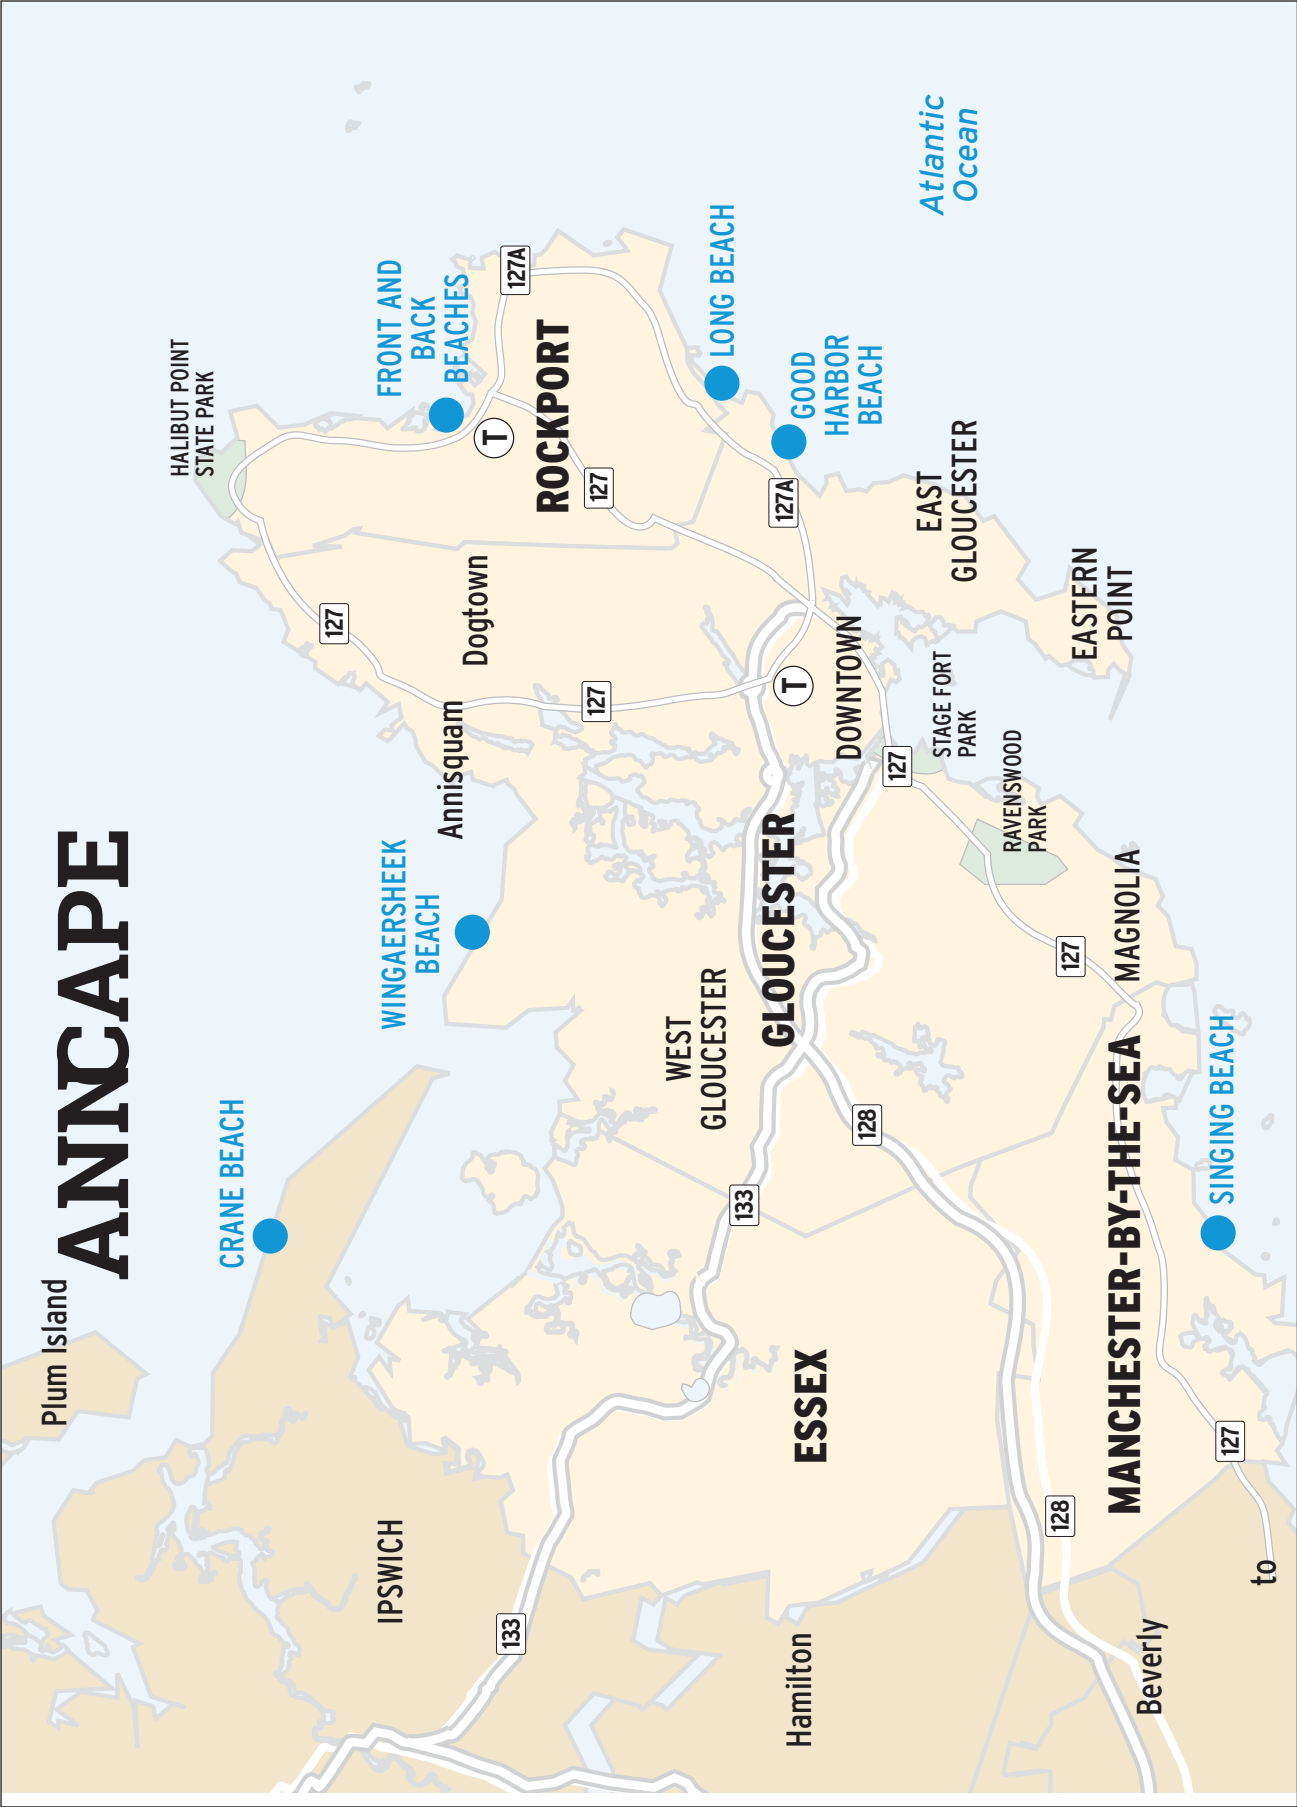 Plum Island
ANNCAPE
HALIBUT POINT
STATE PARK
CRANE BEACH
127
IPSWICH
WINGAERSHEEK
BEACH
FRONT AND
BACK
BEACHES
Annisquam
Dogtown
T
133
127A
ROCKPORT
127
127
WEST
GLOUCESTER
LONG BEACH
133
GLOUCESTER
T
127A
GOOD
HARBOR
BEACH
Hamilton
ESSEX
DOWNTOWN
128
127
EAST
GLOUCESTER
STAGE FORT
PARK
Atlantic
Ocean
RAVENSWOOD
PARK
128
127
EASTERN
POINT
MANCHESTER-BY-THE-SEA
MAGNOLIA
Beverly
SINGING BEACH
127
to